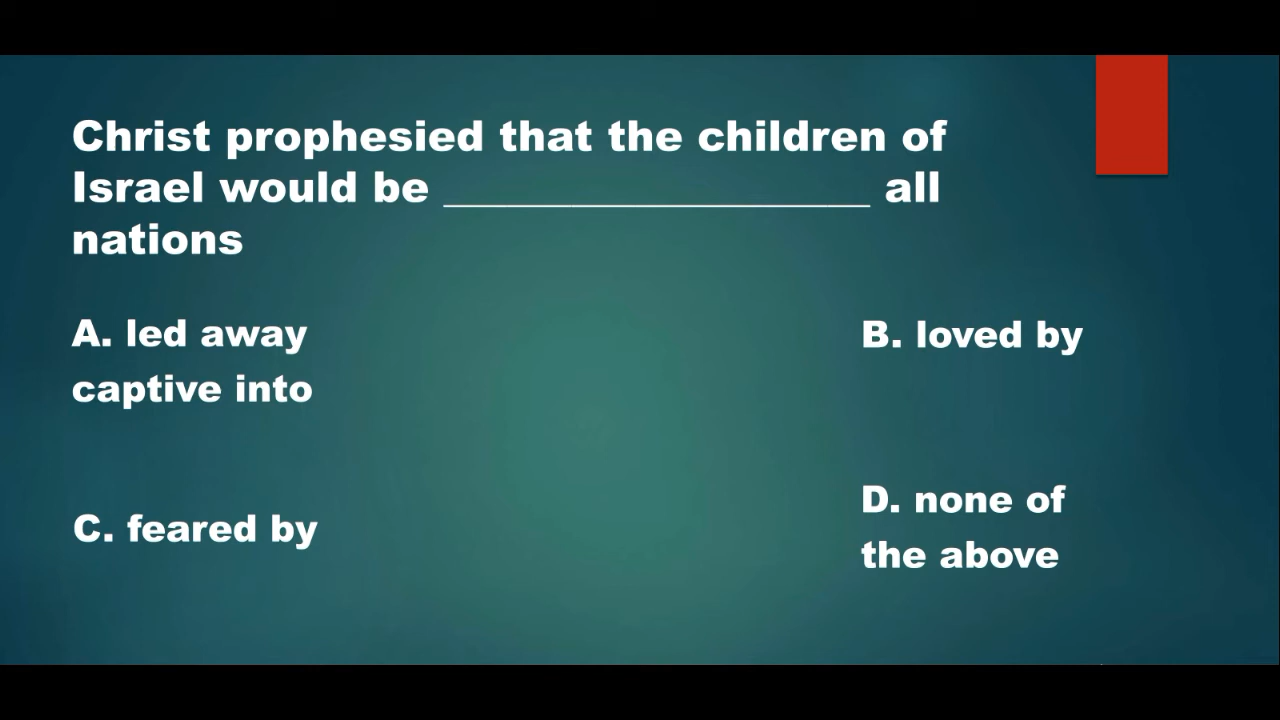 Christ prophesied that the children of
Israel would be ____________________ all
nations
A. led away
captive into
B. loved by
C. feared by
D. none of
the above